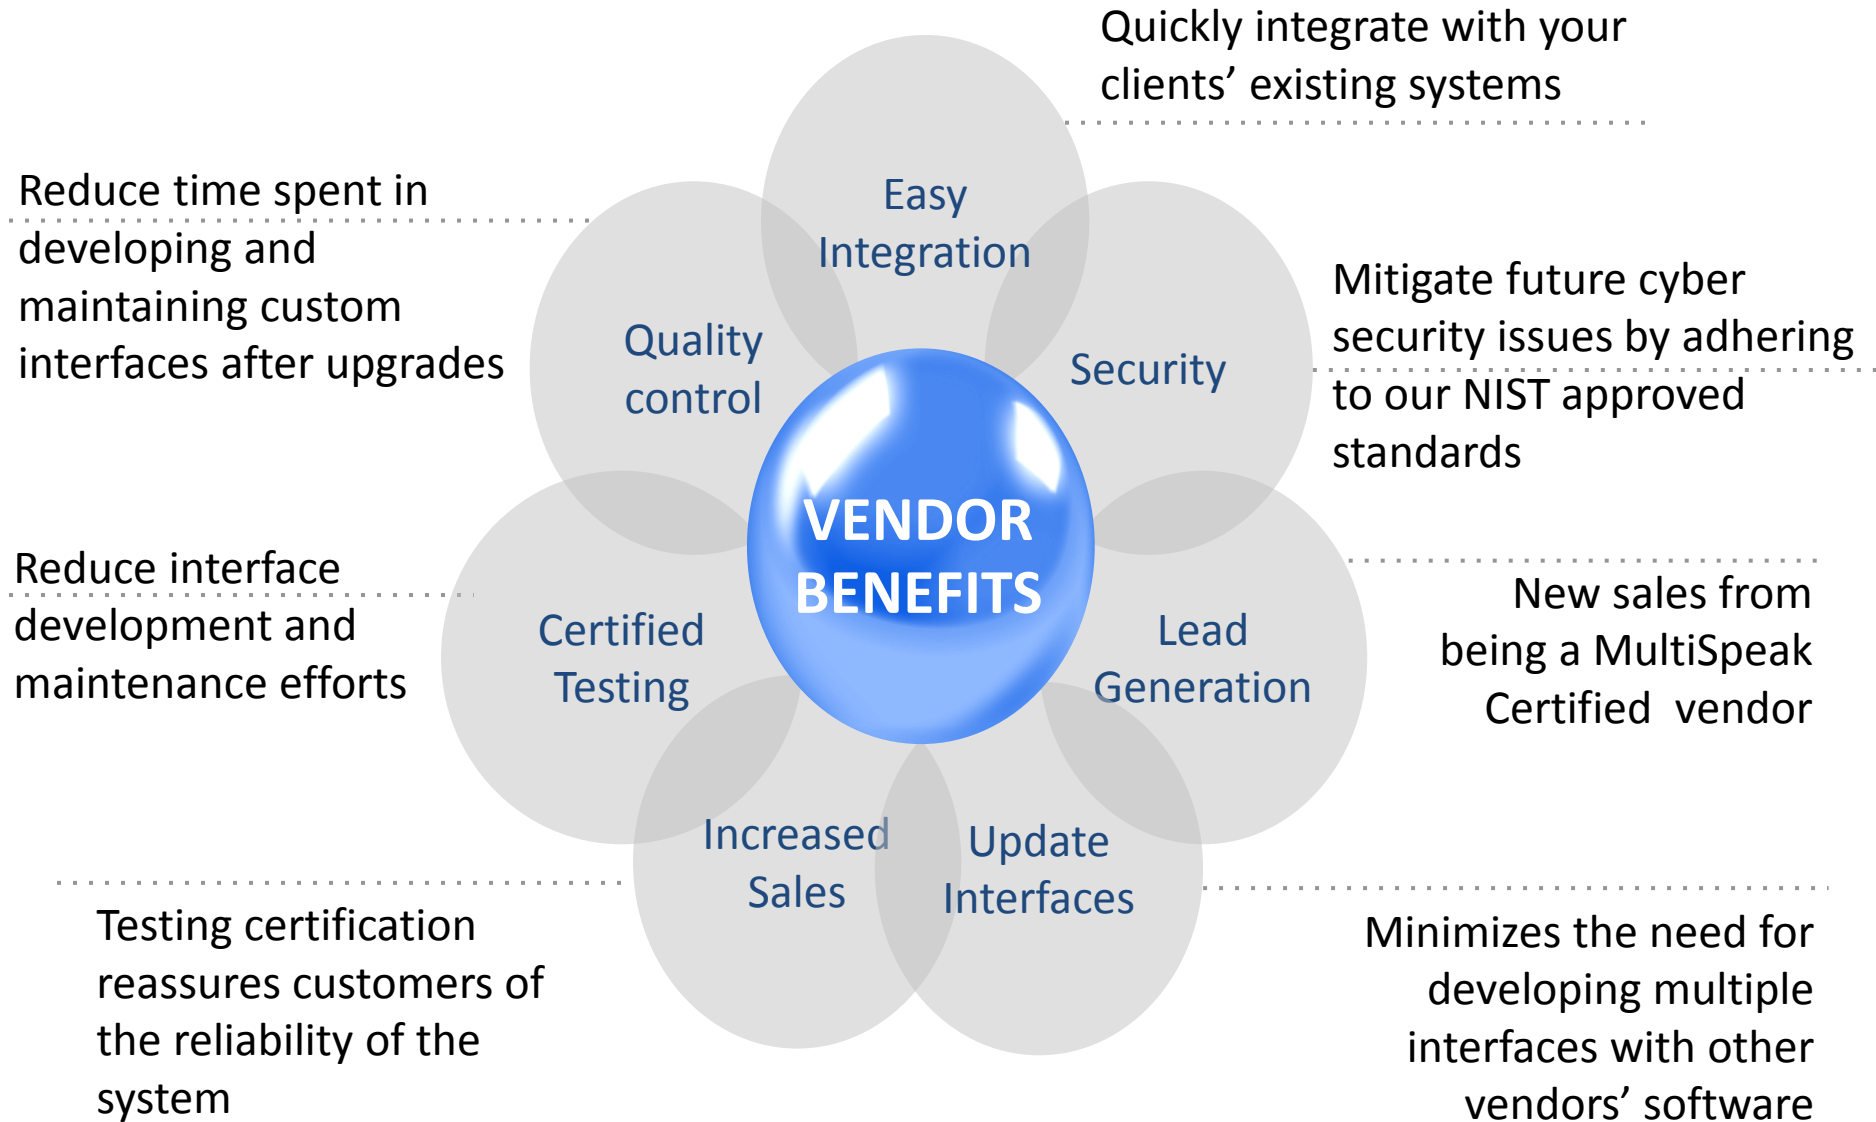 Quickly integrate with your
clients’ existing systems
Easy
Integration
Reduce time spent in
developing and
maintaining custom
interfaces after upgrades
Quality
control
Security
Mitigate future cyber
security issues by adhering
to our NIST approved
standards
VENDOR
BENEFITS
Reduce interface
development and
maintenance efforts
Certified
Testing
Lead
Generation
New sales from
being a MultiSpeak
Certified  vendor
Increased
Sales
Update
Interfaces
Testing certification
reassures customers of
the reliability of the
system
Minimizes the need for
developing multiple
interfaces with other
vendors’ software